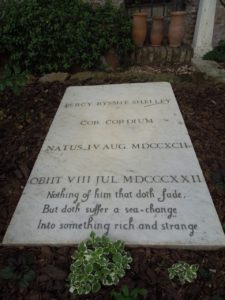 PERCY BYSSHE SHELLEY
COR CORDIUM
NATUS IV AUG. MDCCXCII
OBIIT VIII JUL. MDCCCXXII
Nothing of him that doth fade,
But doth suffer a sea-change
Into something rich and strange